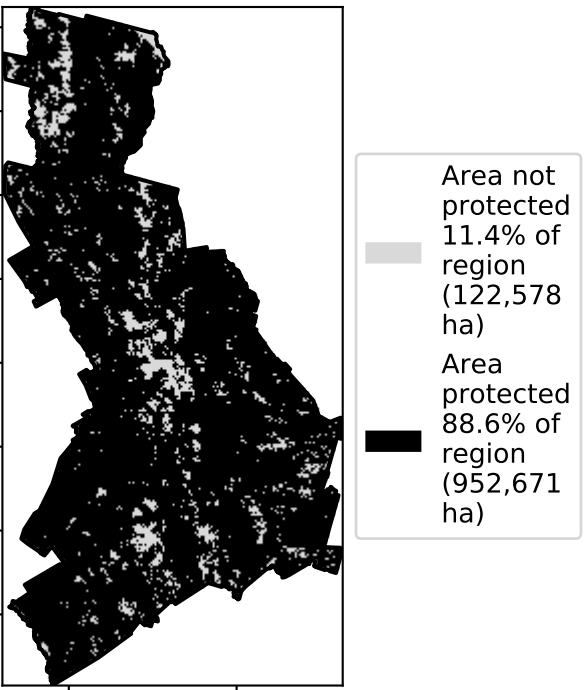 Area not
protected
11.4% of
region
(122,578
ha)
Area
protected
88.6% of
region
(952,671
ha)